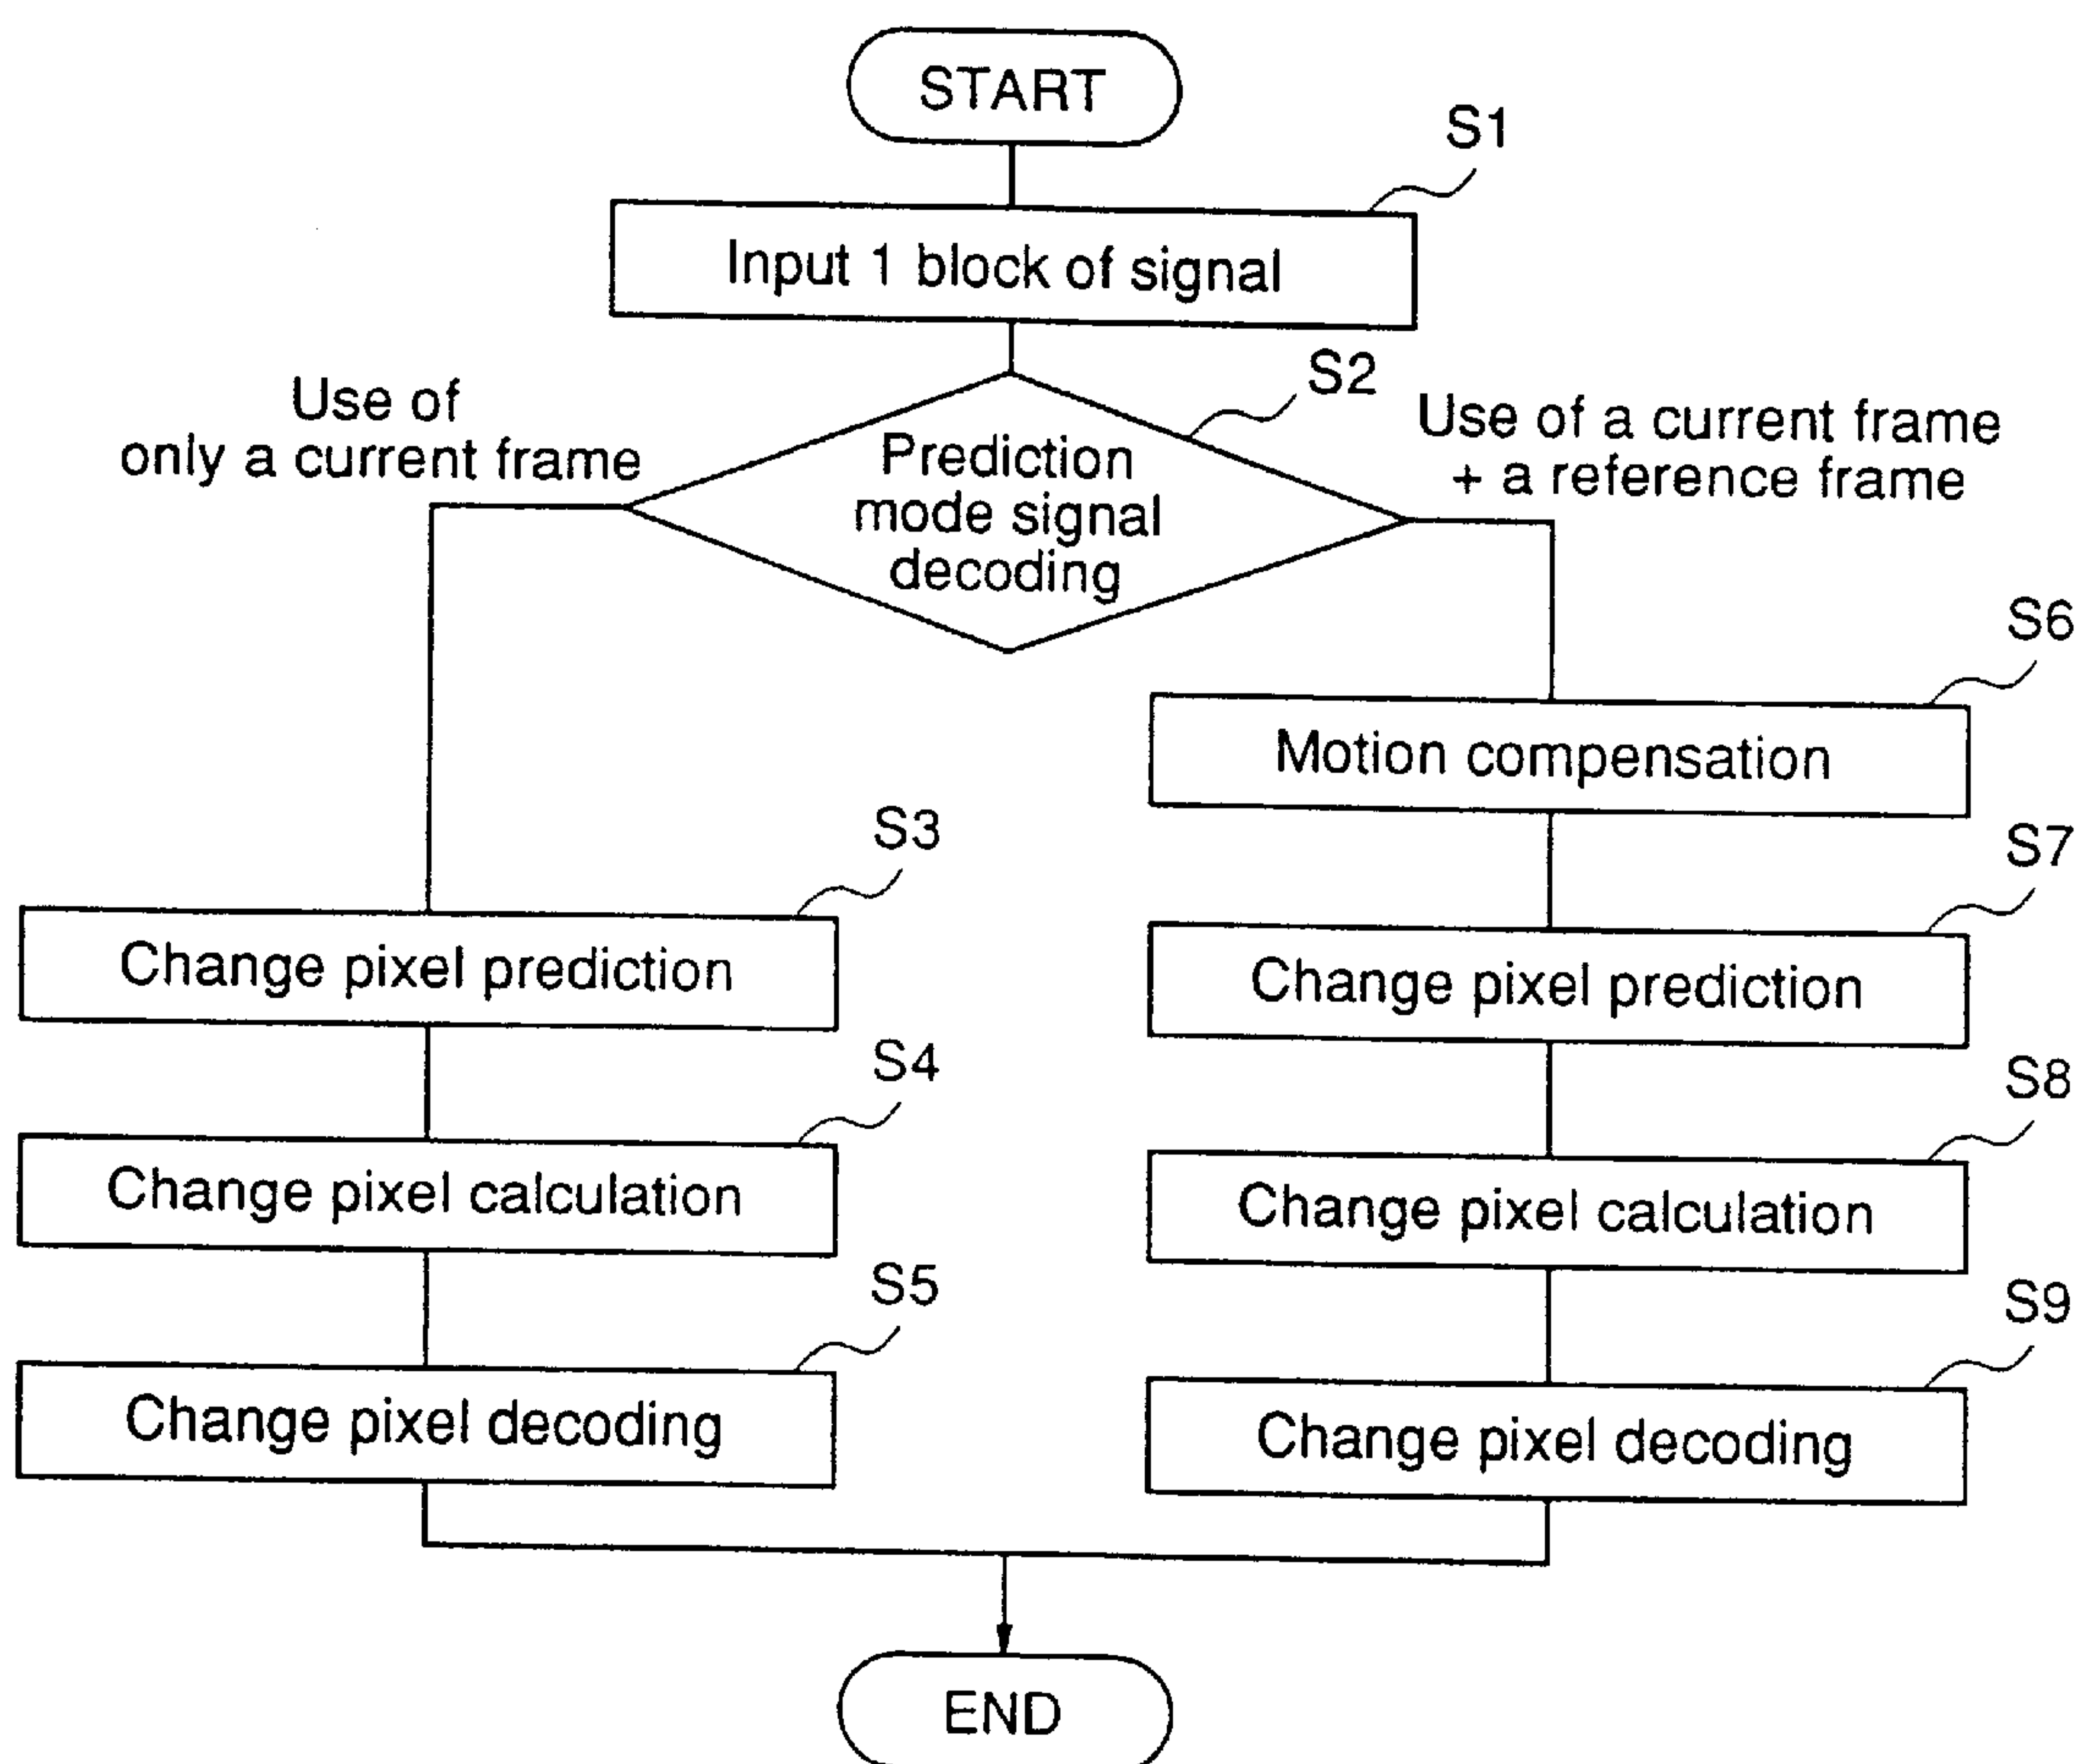 START
S1
Input 1 block of signal
S2
Use of
only a current frame
Prediction
mode signal
decoding
Use of a current frame
+ a reference frame
S6
Motion compensation
S3
Change pixel prediction
S7
Change pixel prediction
S4
Change pixel calculation
S8
Change pixel calculation
S5
Change pixel decoding
S9
Change pixel decoding
END